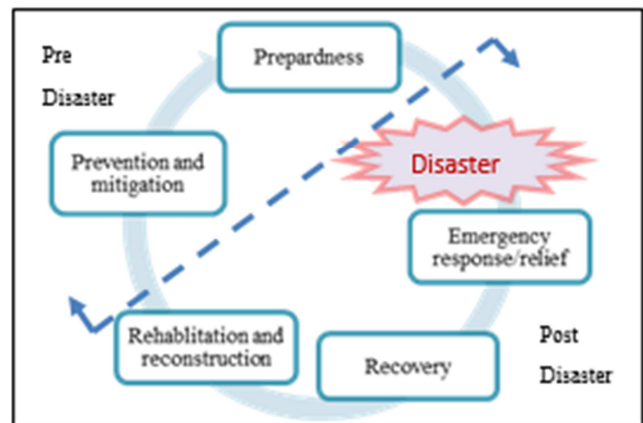 Pre
Disaster
Prepardness
Prevention and
mitigation
Disaster
Emergency
response/relief
Rehablitation and
reconstruction
Recovery
Post
Disaster